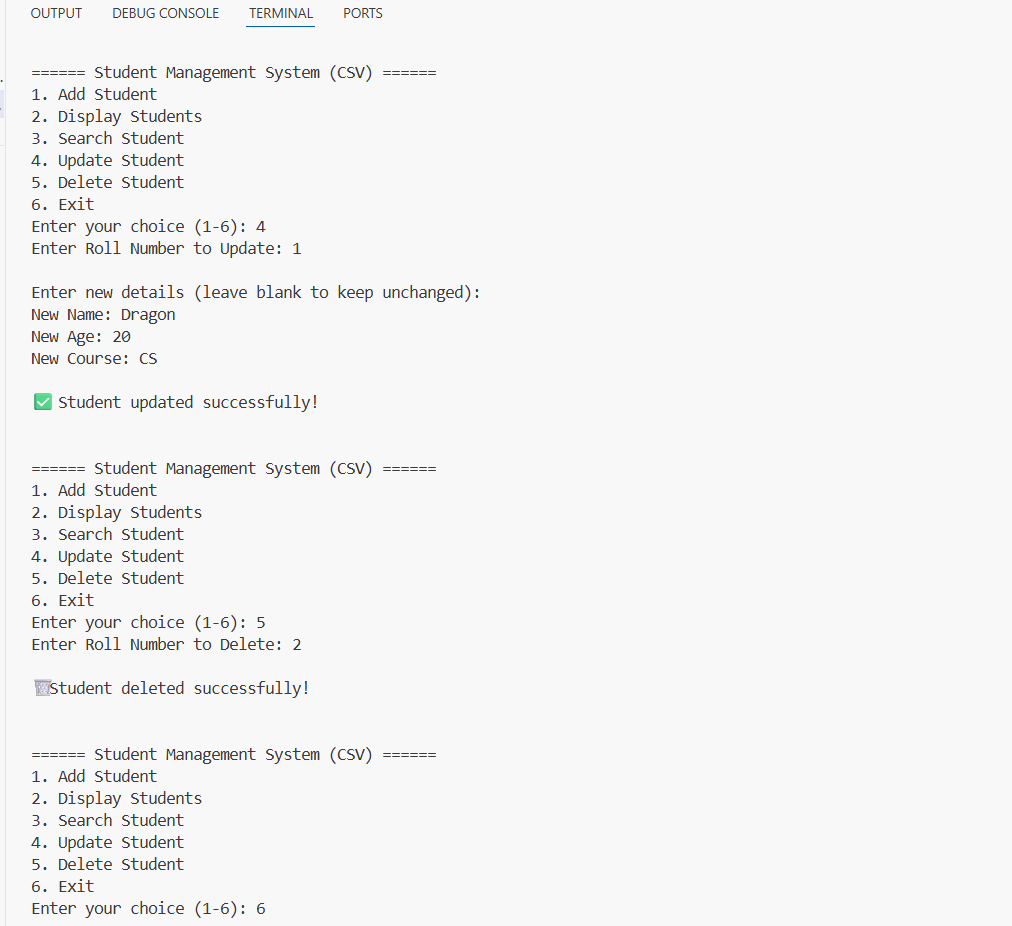 OUTPUT DEBUG CONSOLE TERMINAL PORTS
====== Student Management System (CSV) ======
1. Add Student
2. Display Students
3. Search Student
4. Update Student
5. Delete Student
6. Exit
Enter your choice (1-6): 4
Enter Roll Number to Update: 1
Enter new details (leave blank to keep unchanged):
New Name: Dragon
New Age: 20
New Course: CS
✅ Student updated successfully!
====== Student Management System (CSV) ======
1. Add Student
2. Display Students
3. Search Student
4. Update Student
5. Delete Student
6. Exit
Enter your choice (1-6): 5
Enter Roll Number to Delete: 2
🗑️Student deleted successfully!
====== Student Management System (CSV) ======
1. Add Student
2. Display Students
3. Search Student
4. Update Student
5. Delete Student
6. Exit
Enter your choice (1-6): 6